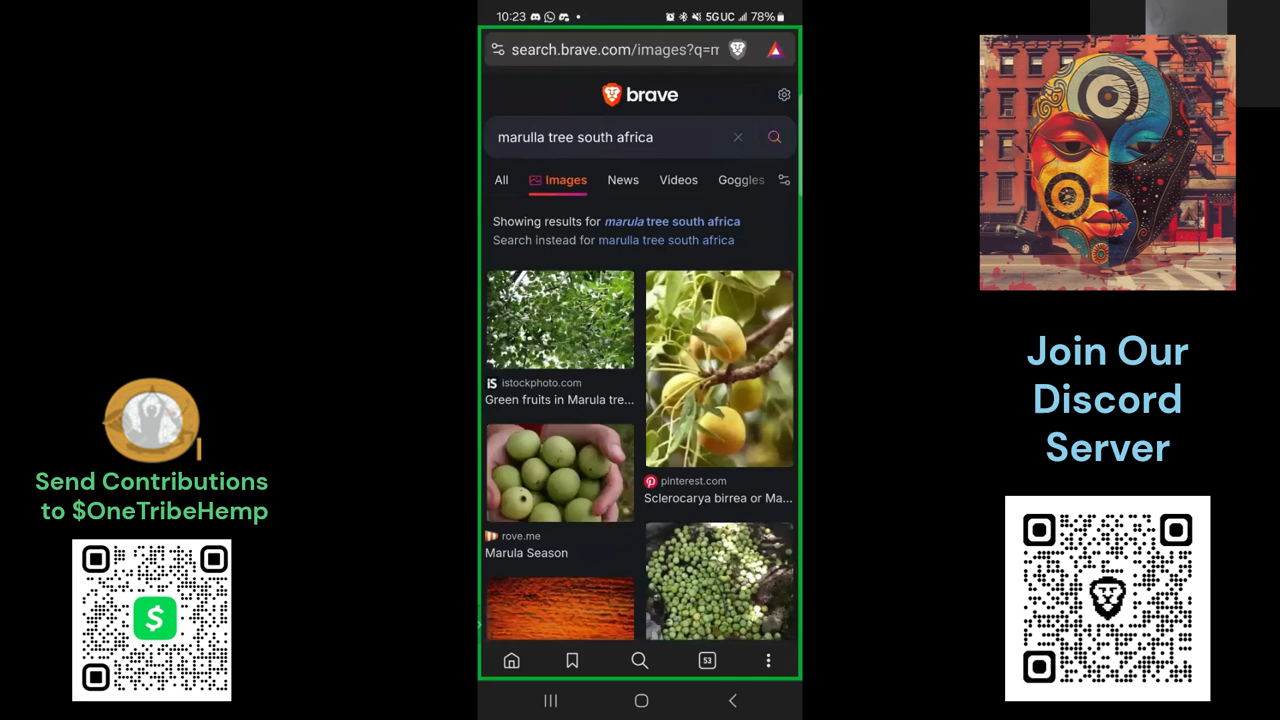 10:23
5GUC
78%
search.brave.com/images?q=m
brave
marulla tree south africa
All
Images
News
Videos
Goggles
Showing results for marula tree south africa
Search instead for marulla tree south africa
iS istockphoto.com
Green fruits in Marula tre...
pinterest.com
Sclerocarya birrea or Ma...
rove.me
Marula Season
53
Send Contributions
to $OneTribeHemp
$
Join Our
Discord
Server